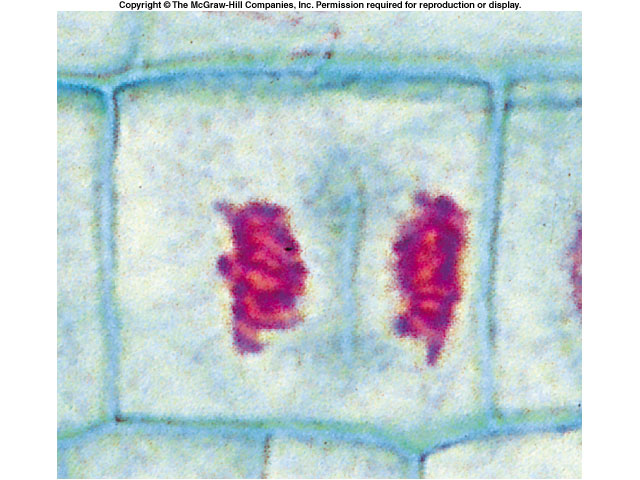 Copyright © The McGraw-Hill Companies, Inc. Permission required for reproduction or display.